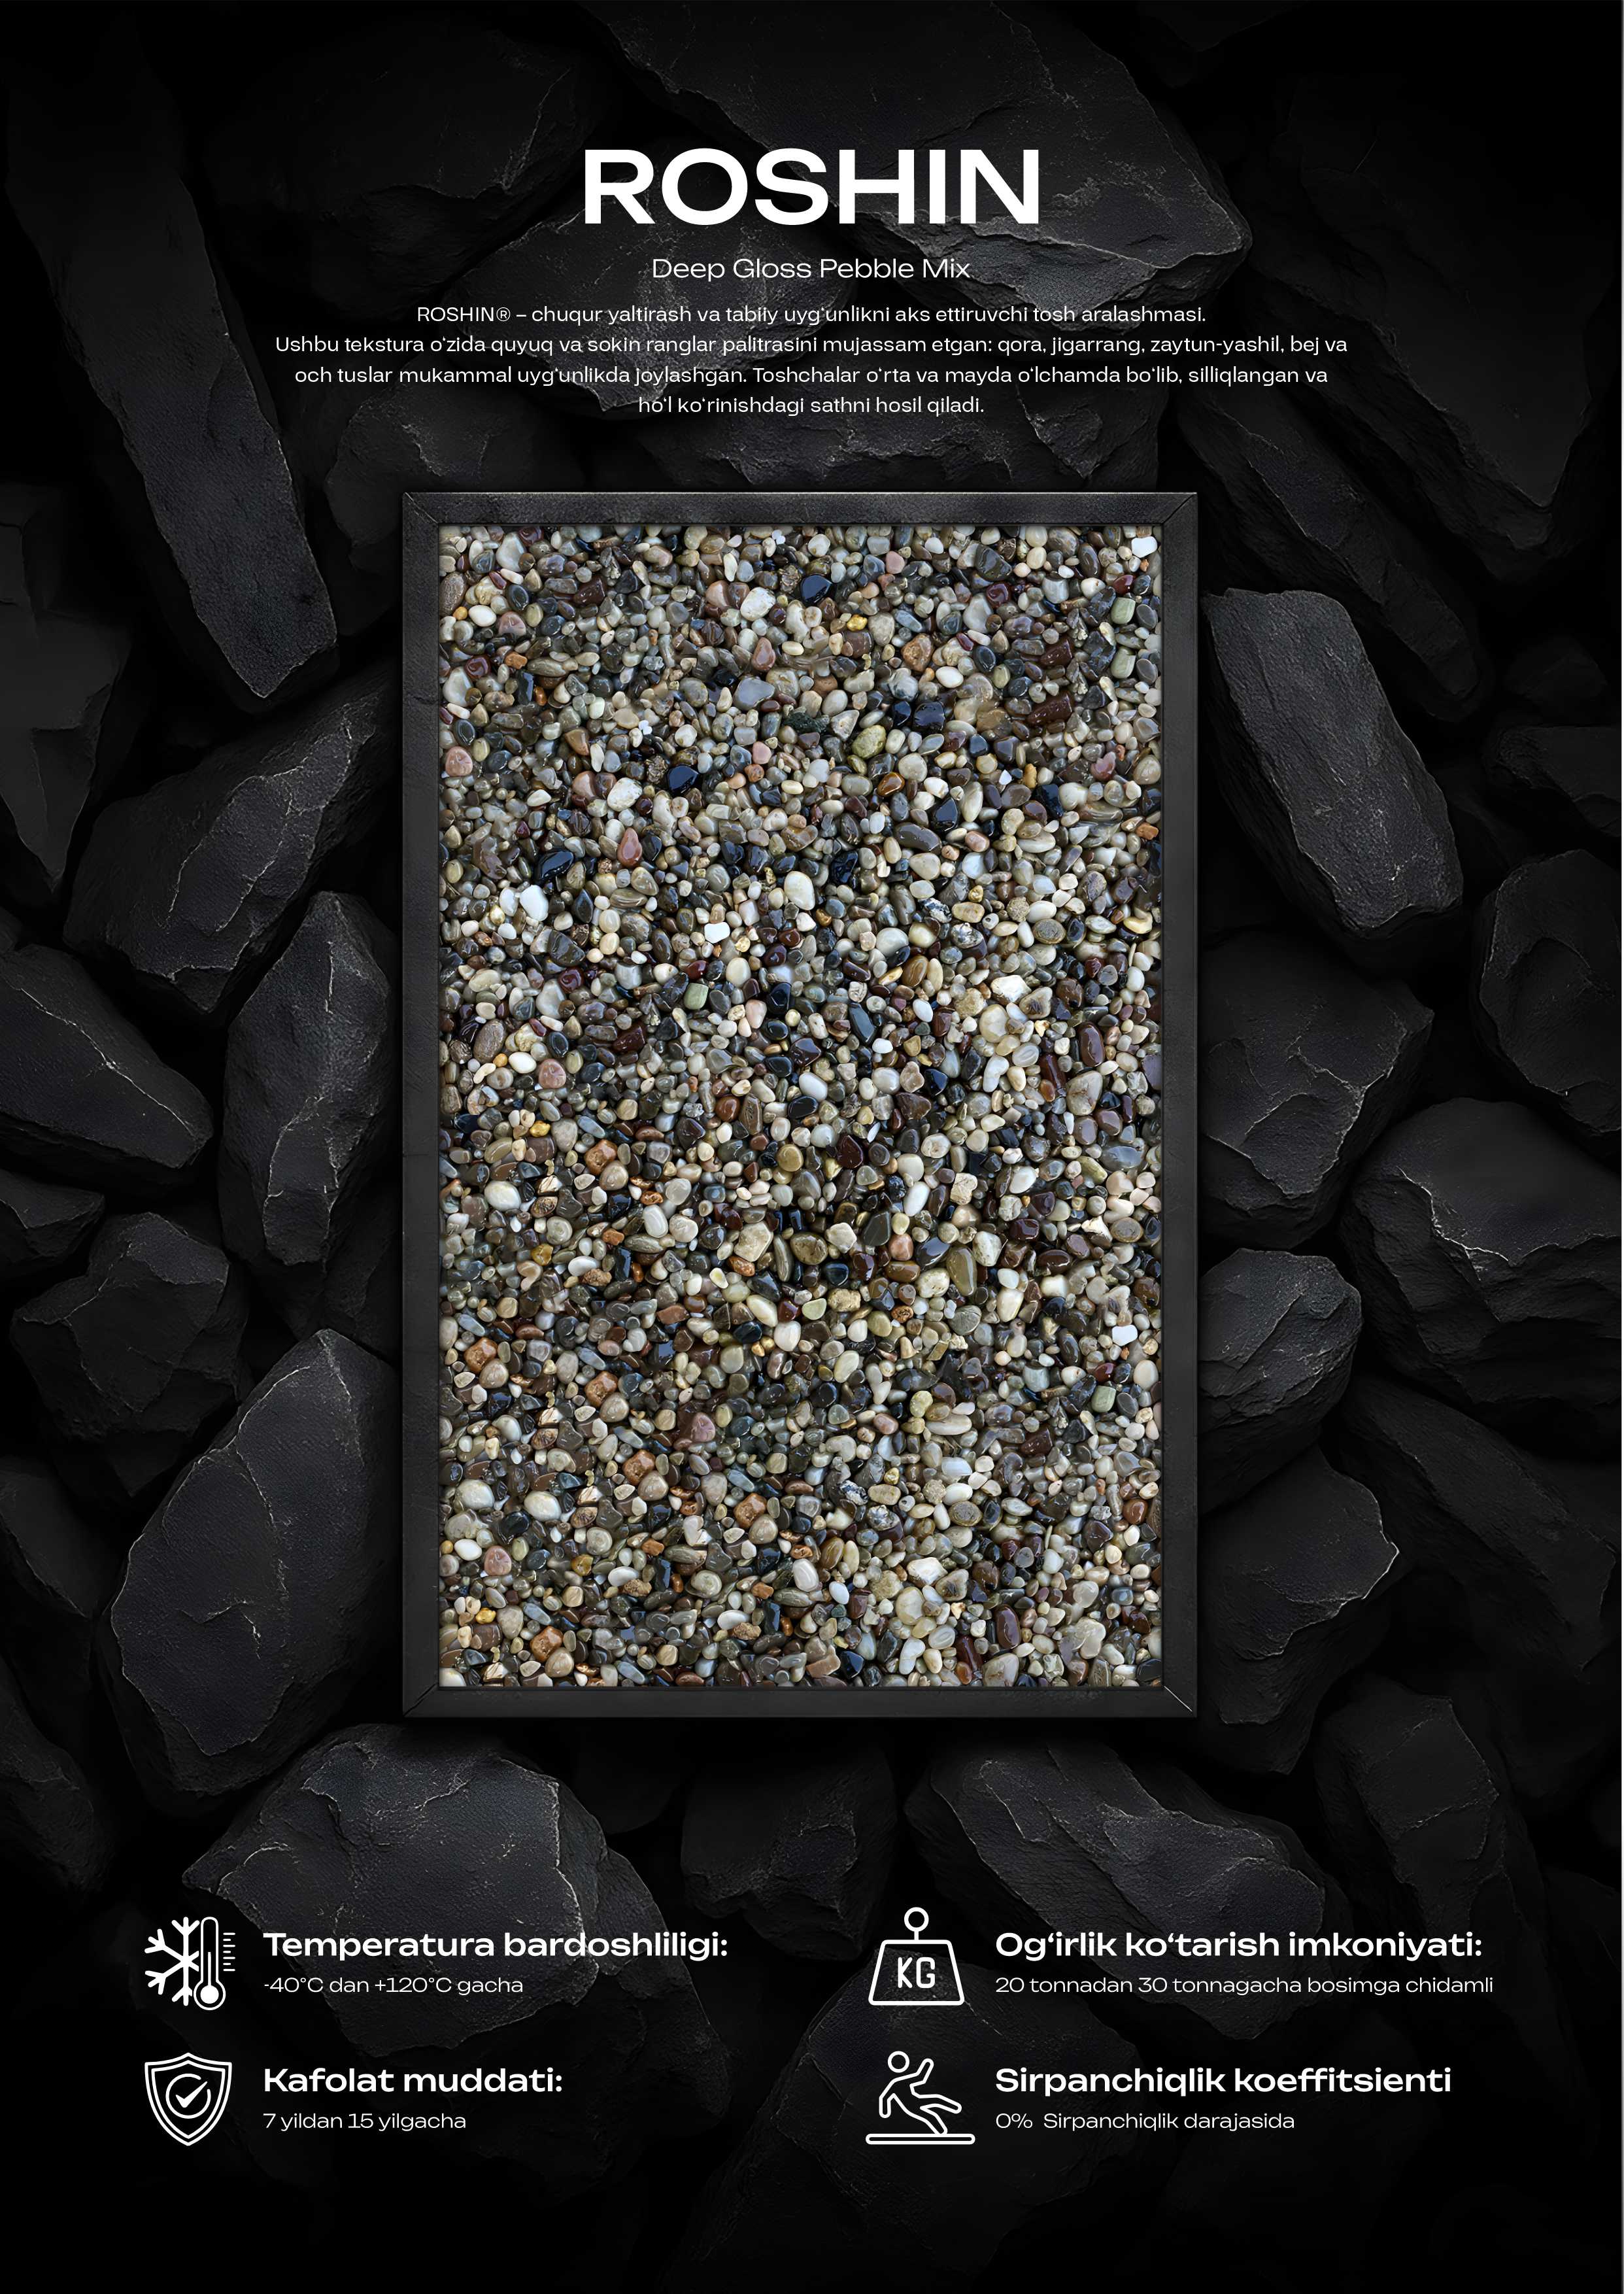 ROSHIN
Deep Gloss Pebble Mix
ROSHIN® – chuqur yaltirash va tabiiy uyg‘unlikni aks ettiruvchi tosh aralashmasi.
Ushbu tekstura o‘zida quyuq va sokin ranglar palitrasini mujassam etgan: qora, jigarrang, zaytun-yashil, bej va
och tuslar mukammal uyg‘unlikda joylashgan. Toshchalar o‘rta va mayda o‘lchamda bo‘lib, silliqlangan va
ho‘l ko‘rinishdagi sathni hosil qiladi.
Temperatura bardoshliligi:
-40°C dan +120°C gacha
KG
Og‘irlik ko‘tarish imkoniyati:
20 tonnadan 30 tonnagacha bosimga chidamli
Kafolat muddati:
7 yildan 15 yilgacha
Sirpanchiqlik koeffitsienti
0% Sirpanchiqlik darajasida